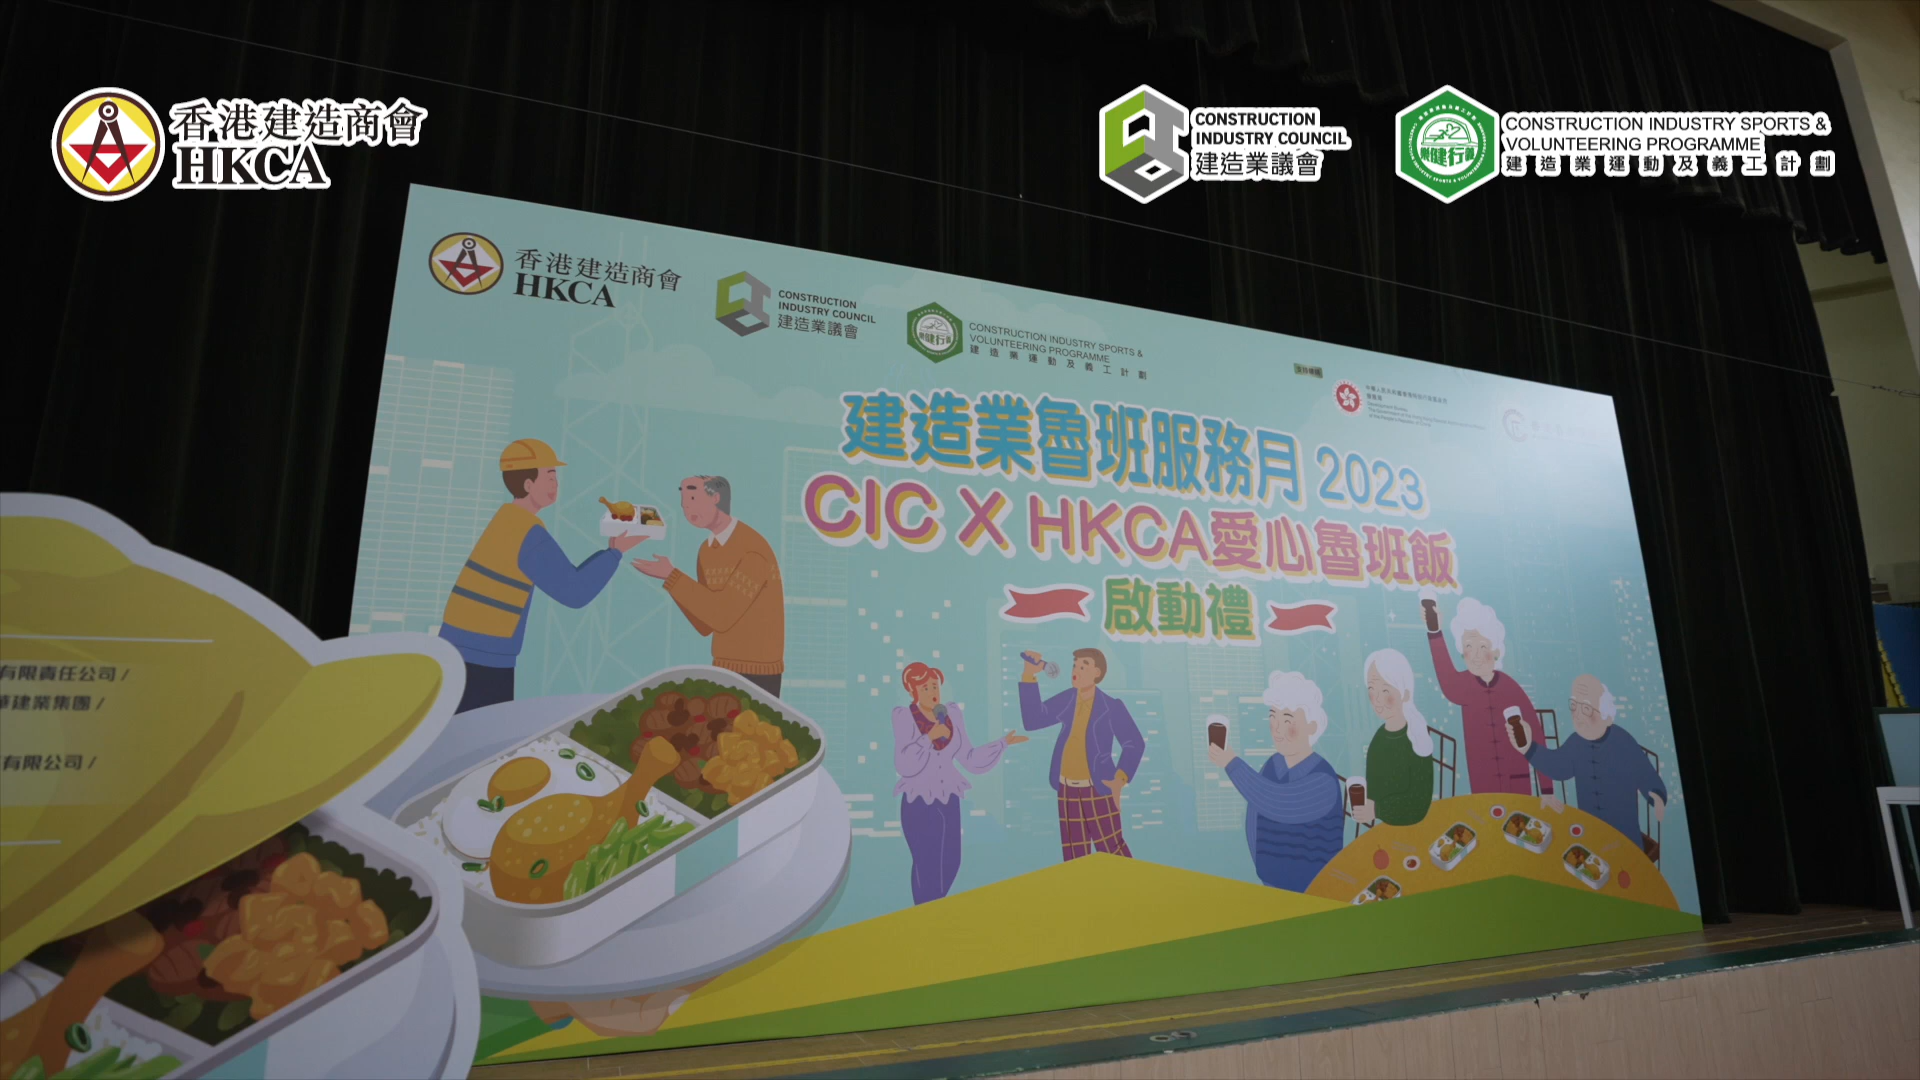 香港建造商會
HKCA
CONSTRUCTION
INDUSTRY COUNCIL
建造業議會
CONSTRUCTION INDUSTRY SPORTS &
VOLUNTEERING PROGRAMME
建造業運動及義工計劃
香港建造商會
HKCA
CONSTRUCTION
INDUSTRY COUNCIL
建造業議會
CONSTRUCTION INDUSTRY SPORTS &
VOLUNTEERING PROGRAMME
建造業運動及義工計劃
建造業魯班服務月 2023
CIC X HKCA愛心魯班飯
啟動禮
有限責任公司 /
建業集團 /
有限公司 /